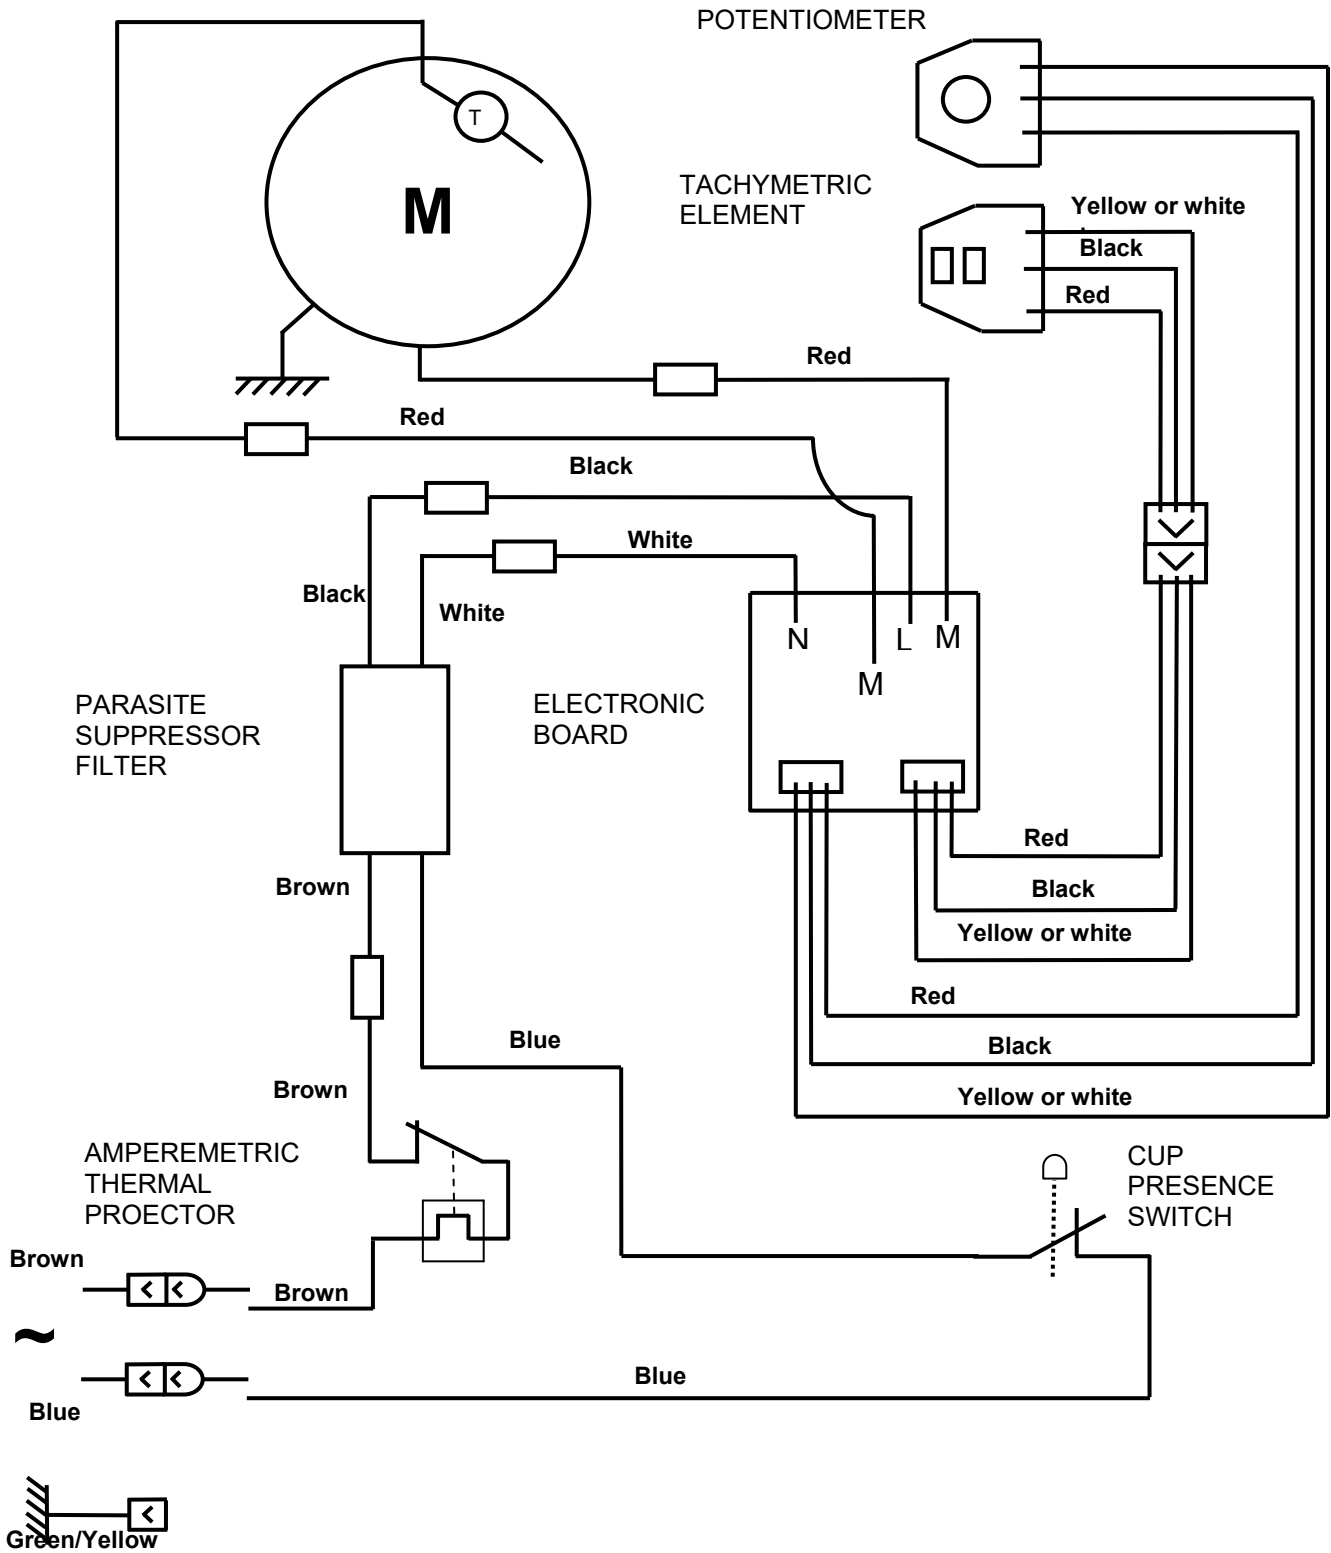 POTENTIOMETER
T
M
TACHYMETRIC
ELEMENT
Yellow or white
Black
Red
Red
Red
Black
White
Black
White
N
L
M
M
PARASITE
SUPPRESSOR
FILTER
ELECTRONIC
BOARD
Red
Black
Yellow or white
Brown
Red
Blue
Black
Brown
Yellow or white
AMPEREMETRIC
THERMAL
PROECTOR
CUP
PRESENCE
SWITCH
Brown
Brown
~
Blue
Blue
Green/Yellow